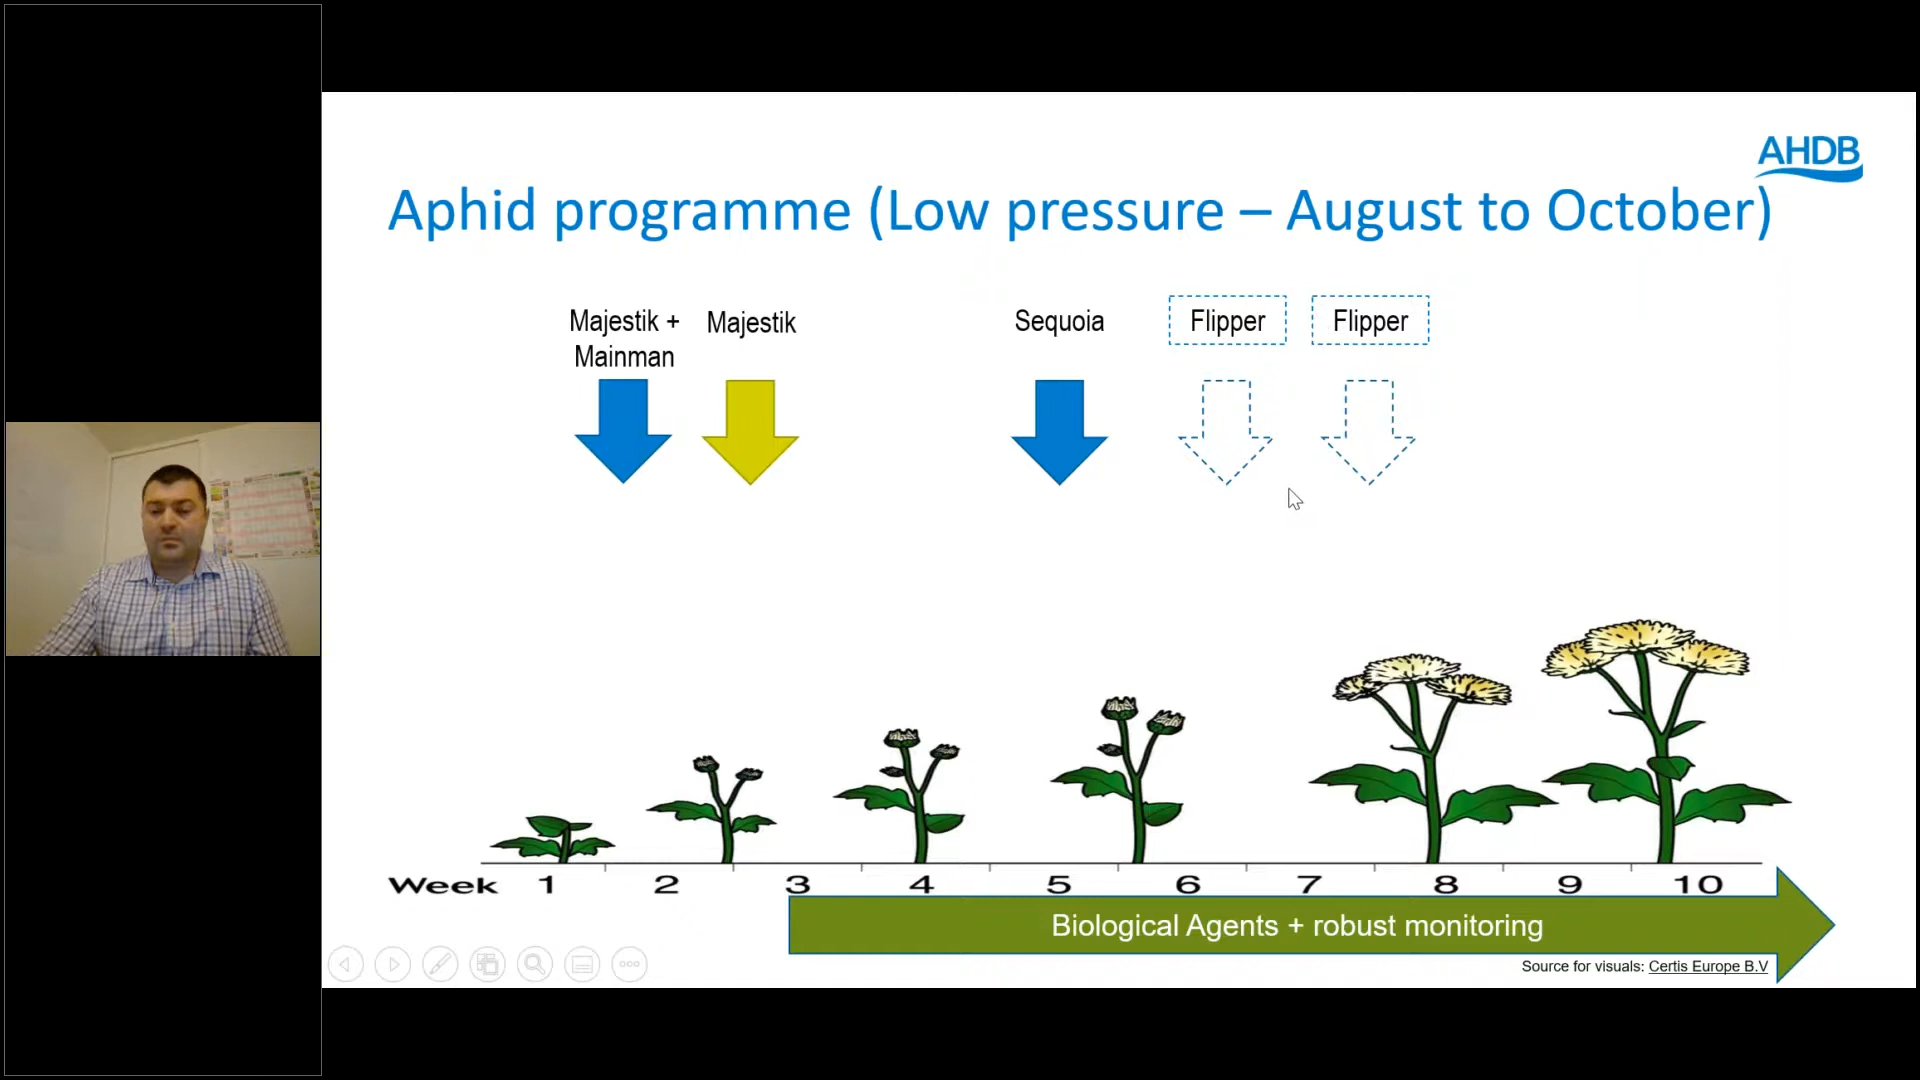 AHDB
Aphid programme (Low pressure – August to October)
Majestik +
Mainman
Majestik
Sequoia
Flipper
Flipper
Week 1 2 3 4 5 6 7 8 9 10
Biological Agents + robust monitoring
Source for visuals: Certis Europe B.V